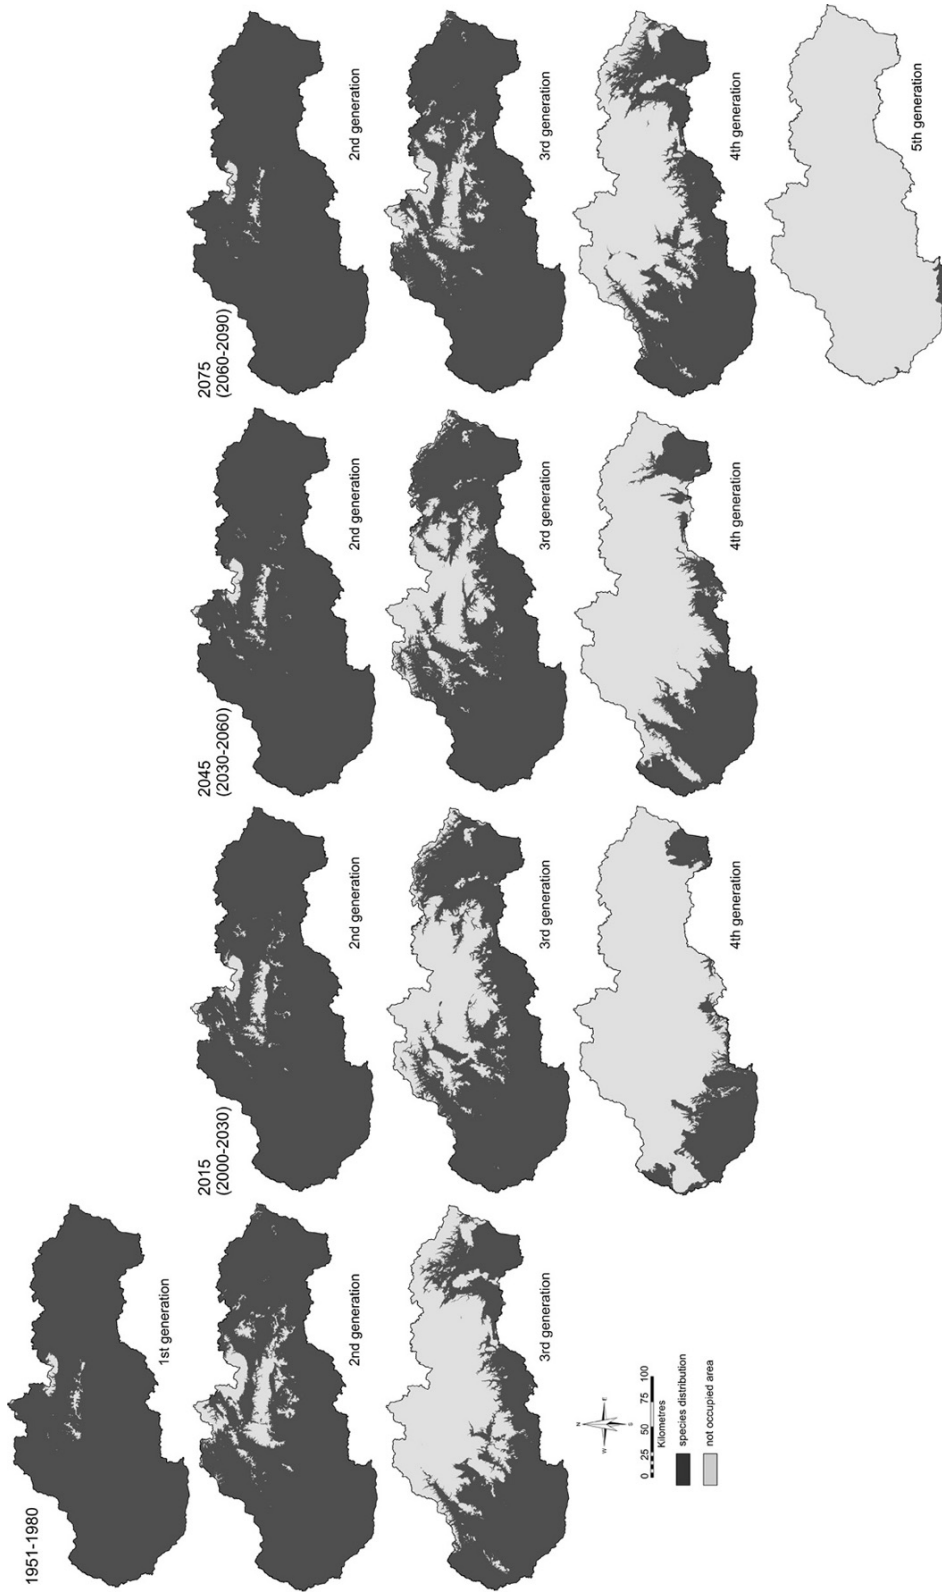 1951-1980
1st generation
2nd generation
3rd generation
2015
(2000-2030)
2nd generation
3rd generation
4th generation
2045
(2030-2060)
2nd generation
3rd generation
4th generation
2075
(2060-2090)
2nd generation
3rd generation
4th generation
5th generation
N
W E
S
0 25 50 75 100
Kilometres
species distribution
not occupied area